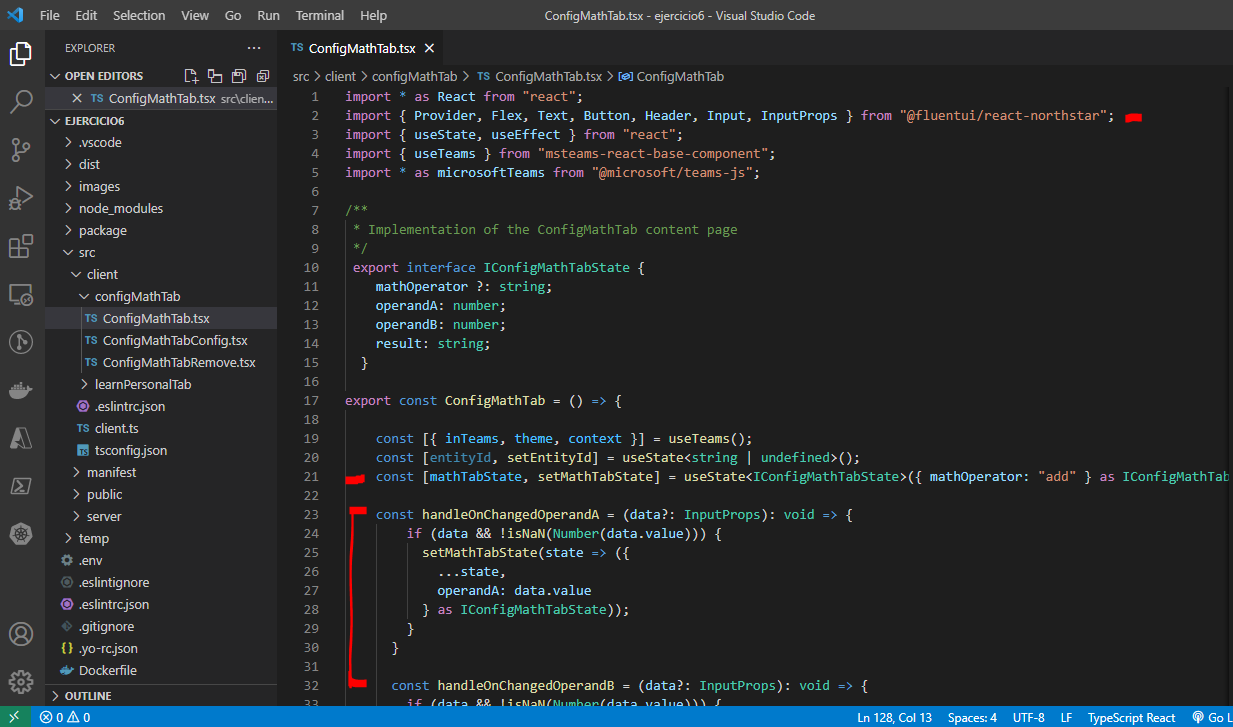 File Edit Selection View Go Run Terminal Help ConfigMathTab.tsx - ejercicio6 - Visual Studio Code
EXPLORER
OPEN EDITORS
TS ConfigMathTab.tsx src\clien...
EJERCICIO6
.vscode
dist
images
node_modules
package
src
client
configMathTab
TS ConfigMathTab.tsx
TS ConfigMathTabConfig.tsx
TS ConfigMathTabRemove.tsx
learnPersonalTab
.eslintrc.json
TS client.ts
tsconfig.json
manifest
public
server
temp
.env
.eslintignore
.eslintrc.json
.gitignore
{} .yo-rc.json
Dockerfile
OUTLINE
TS ConfigMathTab.tsx
src > client > configMathTab > TS ConfigMathTab.tsx > ConfigMathTab
1 import * as React from "react";
2 import { Provider, Flex, Text, Button, Header, Input, InputProps } from "@fluentui/react-northstar";
3 import { useState, useEffect } from "react";
4 import { useTeams } from "msteams-react-base-component";
5 import * as microsoftTeams from "@microsoft/teams-js";
6
7 /**
8 * Implementation of the ConfigMathTab content page
9 */
10 export interface IConfigMathTabState {
11 mathOperator ?: string;
12 operandA: number;
13 operandB: number;
14 result: string;
15 }
16
17 export const ConfigMathTab = () => {
18
19 const [{ inTeams, theme, context }] = useTeams();
20 const [entityId, setEntityId] = useState<string | undefined>();
21 const [mathTabState, setMathTabState] = useState<IConfigMathTabState>({ mathOperator: "add" } as IConfigMathTab
22
23 const handleOnChangedOperandA = (data?: InputProps): void => {
24 if (data && !isNaN(Number(data.value))) {
25 setMathTabState(state => ({
26 ...state,
27 operandA: data.value
28 } as IConfigMathTabState));
29 }
30 }
31
32 const handleOnChangedOperandB = (data?: InputProps): void => {
33 if (data && !isNaN(Number(data.value))) {
0 0 Ln 128, Col 13 Spaces: 4 UTF-8 LF TypeScript React Go L